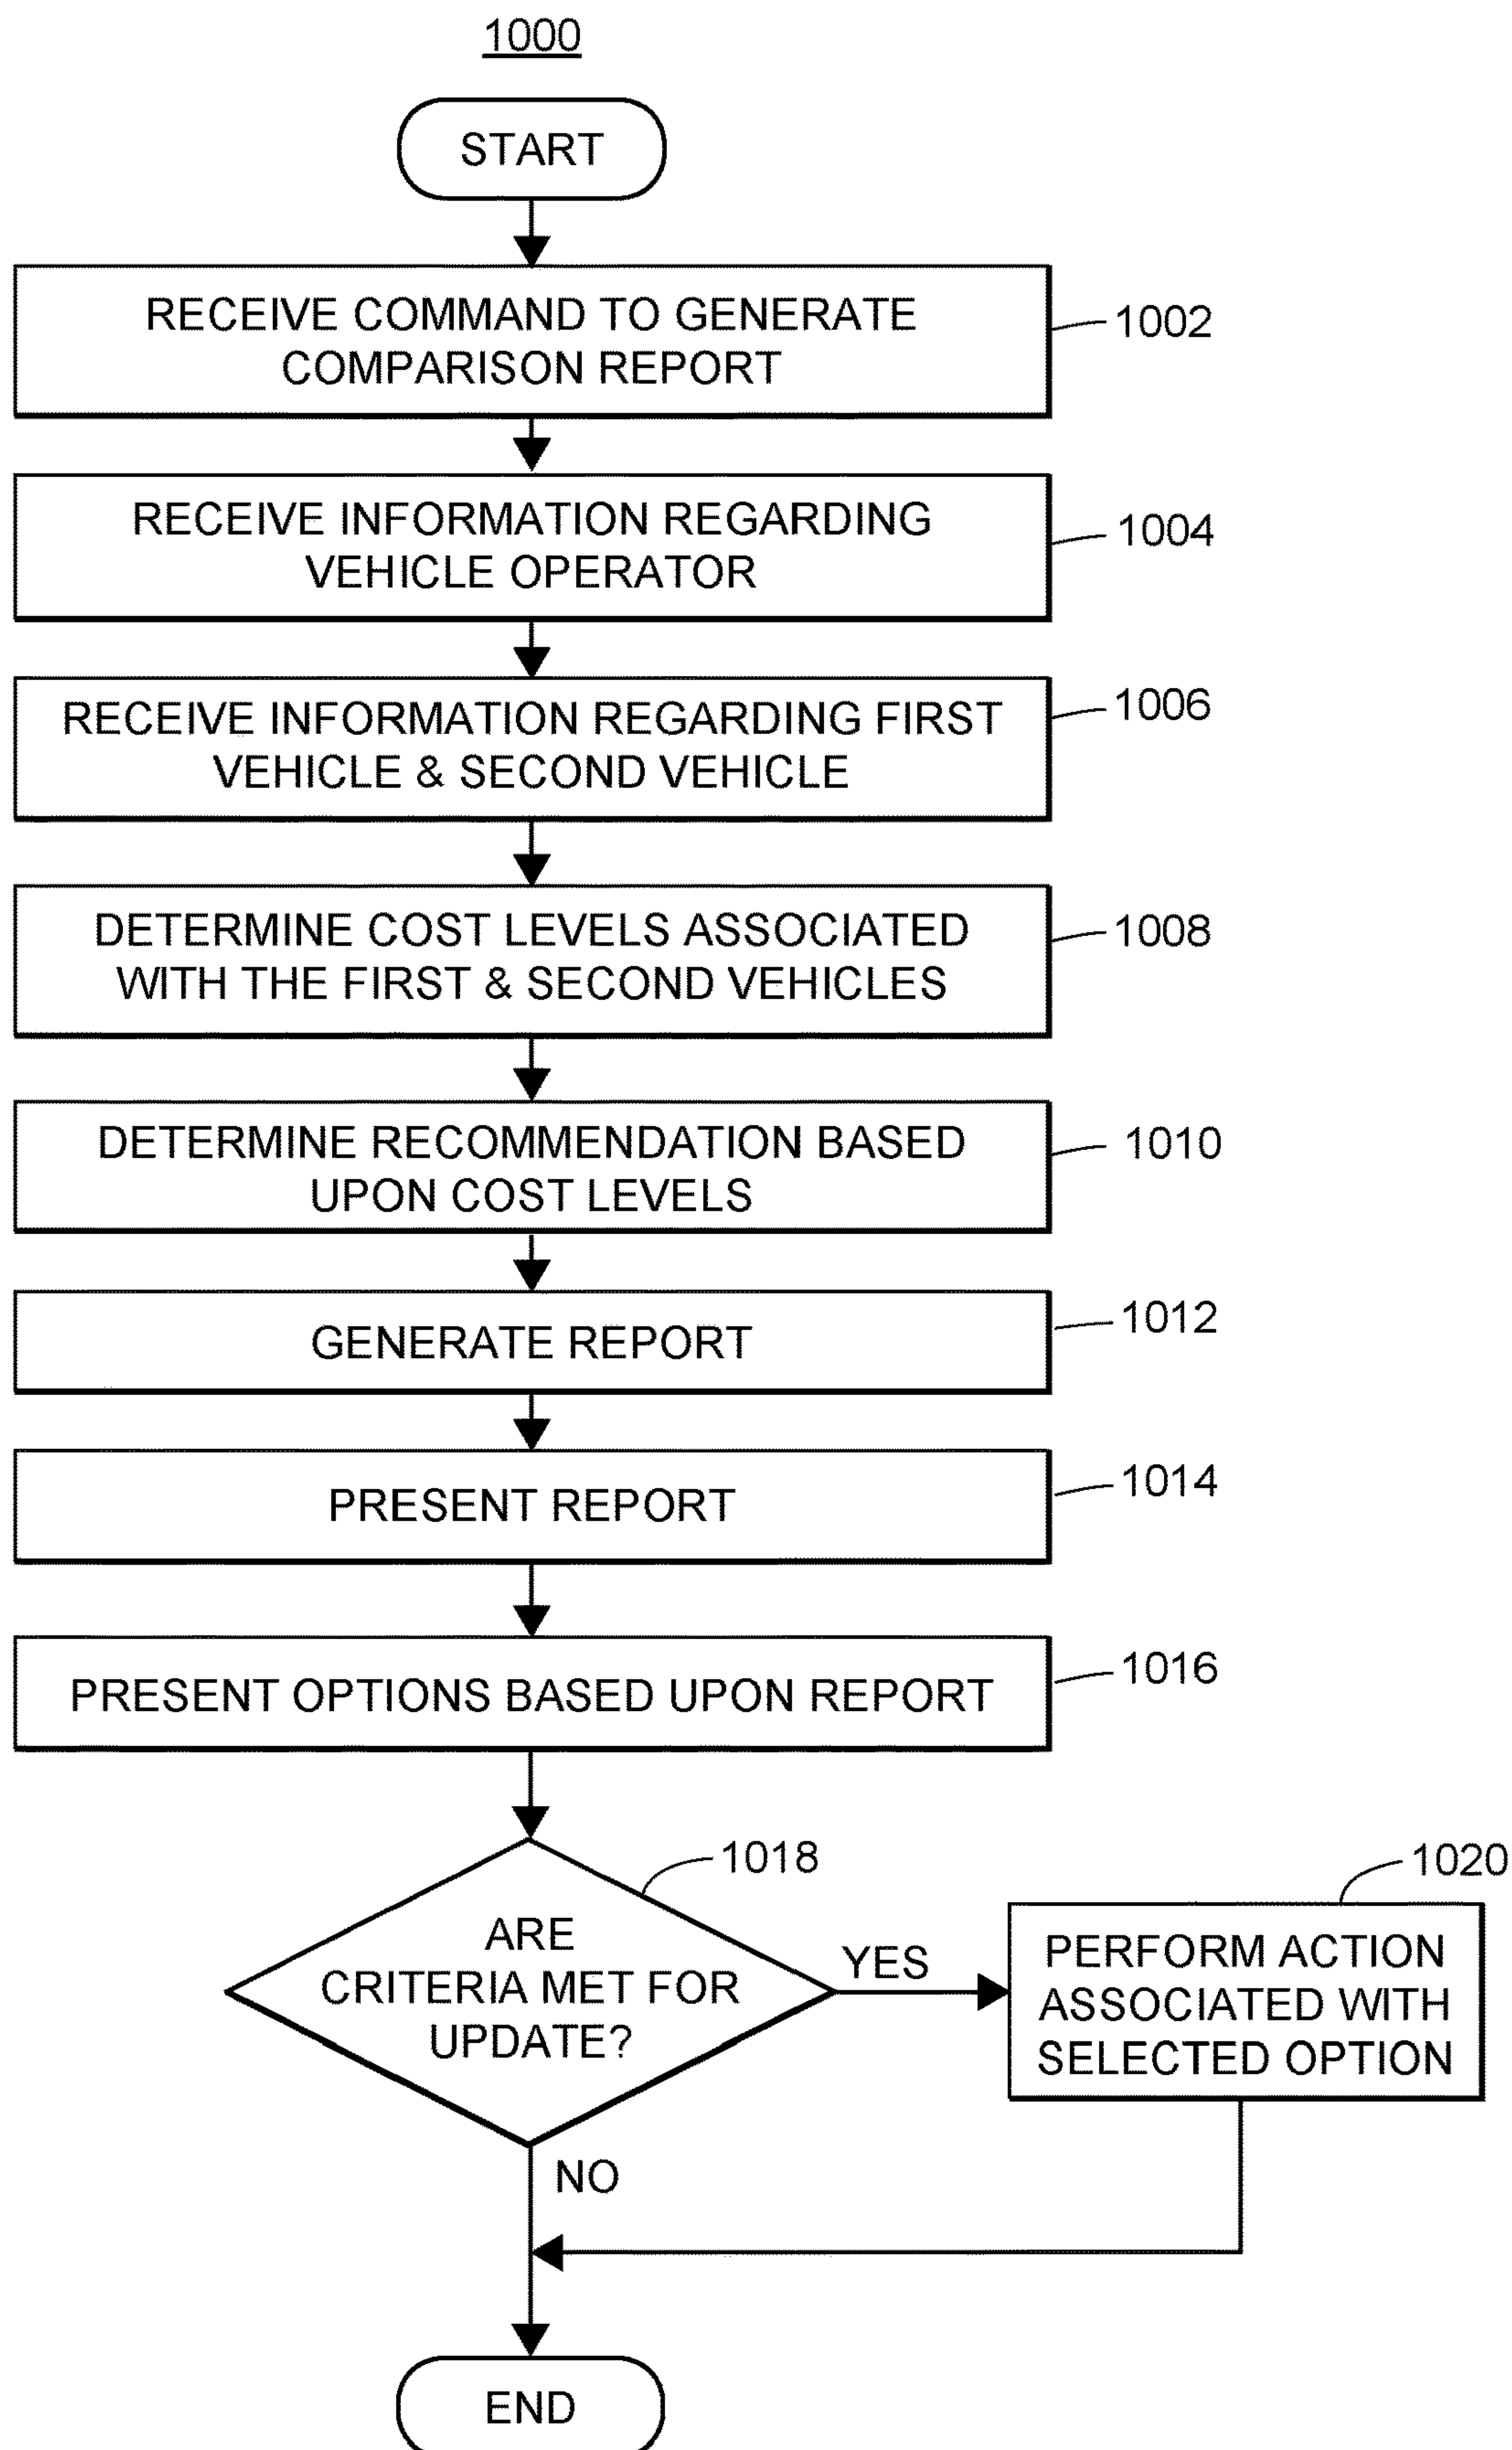 1000
START
RECEIVE COMMAND TO GENERATE
COMPARISON REPORT
1002
RECEIVE INFORMATION REGARDING
VEHICLE OPERATOR
1004
RECEIVE INFORMATION REGARDING FIRST
VEHICLE & SECOND VEHICLE
1006
DETERMINE COST LEVELS ASSOCIATED
WITH THE FIRST & SECOND VEHICLES
1008
DETERMINE RECOMMENDATION BASED
UPON COST LEVELS
1010
GENERATE REPORT
1012
PRESENT REPORT
1014
PRESENT OPTIONS BASED UPON REPORT
1016
ARE
CRITERIA MET FOR
UPDATE?
1018
YES
PERFORM ACTION
ASSOCIATED WITH
SELECTED OPTION
1020
NO
END